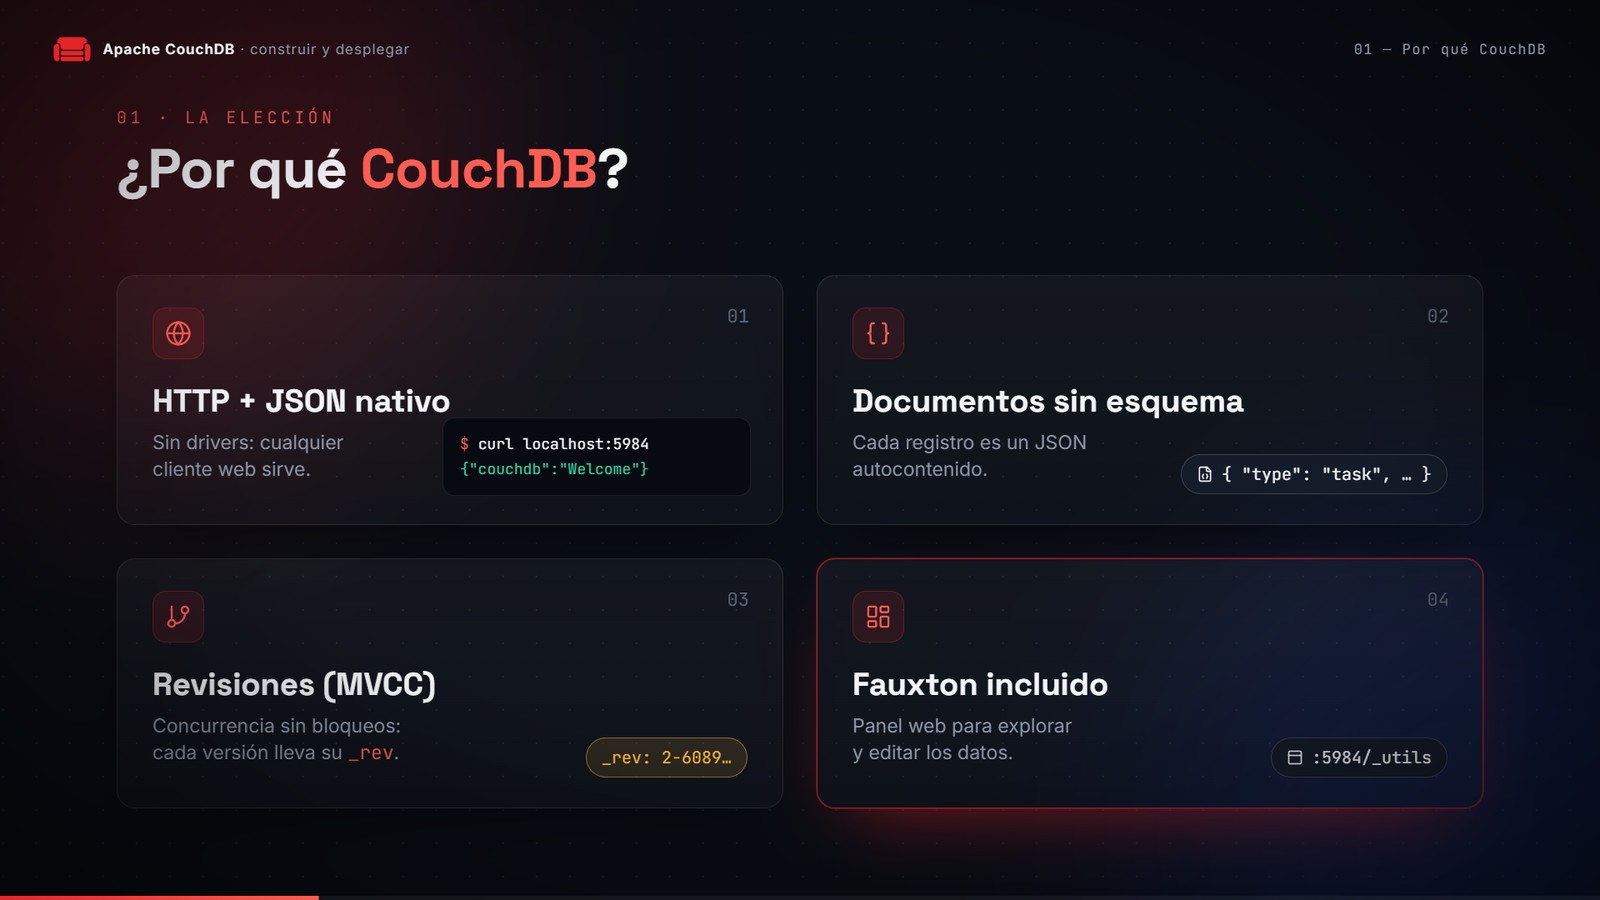 Apache CouchDB · construir y desplegar
01 — Por qué CouchDB
01 · LA ELECCIÓN
¿Por qué CouchDB?
01
HTTP + JSON nativo
Sin drivers: cualquier
cliente web sirve.
$ curl localhost:5984
{"couchdb":"Welcome"}
02
Documentos sin esquema
Cada registro es un JSON
autocontenido.
{ "type": "task", … }
03
Revisiones (MVCC)
Concurrencia sin bloqueos:
cada versión lleva su _rev.
_rev: 2-6089…
04
Fauxton incluido
Panel web para explorar
y editar los datos.
:5984/_utils